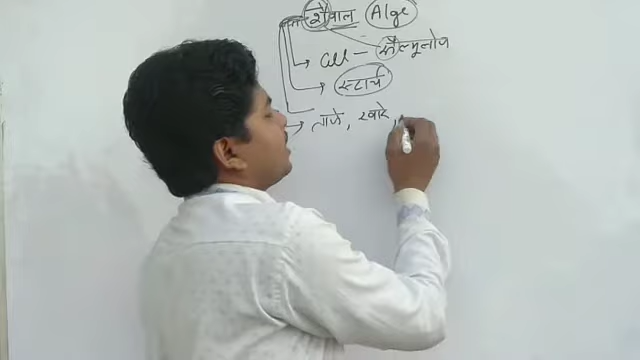 शैवाल Alge
cell - सैल्यूलोज
स्टार्च
ताजे, खारे,